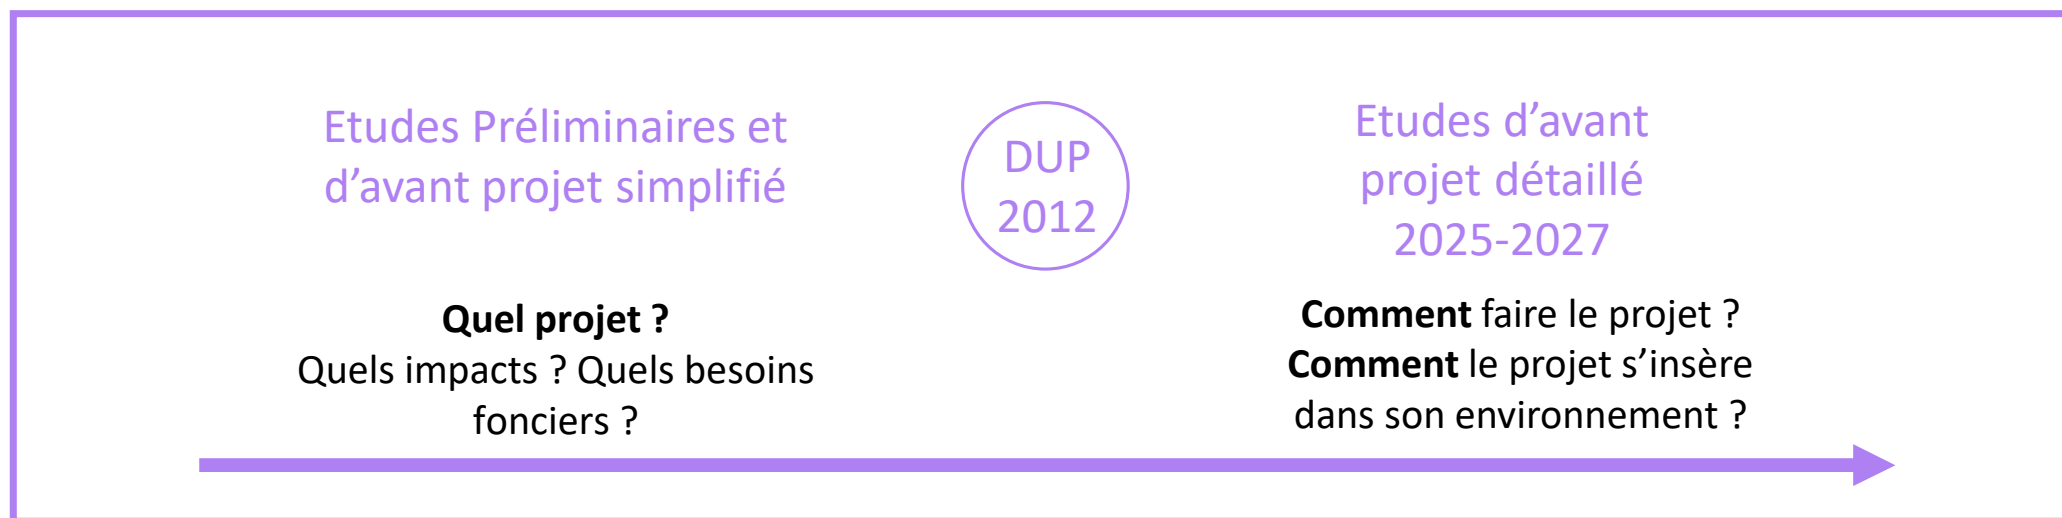 Etudes Préliminaires et
d’avant projet simplifié
Quel projet ?
Quels impacts ? Quels besoins
fonciers ?
DUP
2012
Etudes d’avant
projet détaillé
2025-2027
Comment faire le projet ?
Comment le projet s’insère
dans son environnement ?